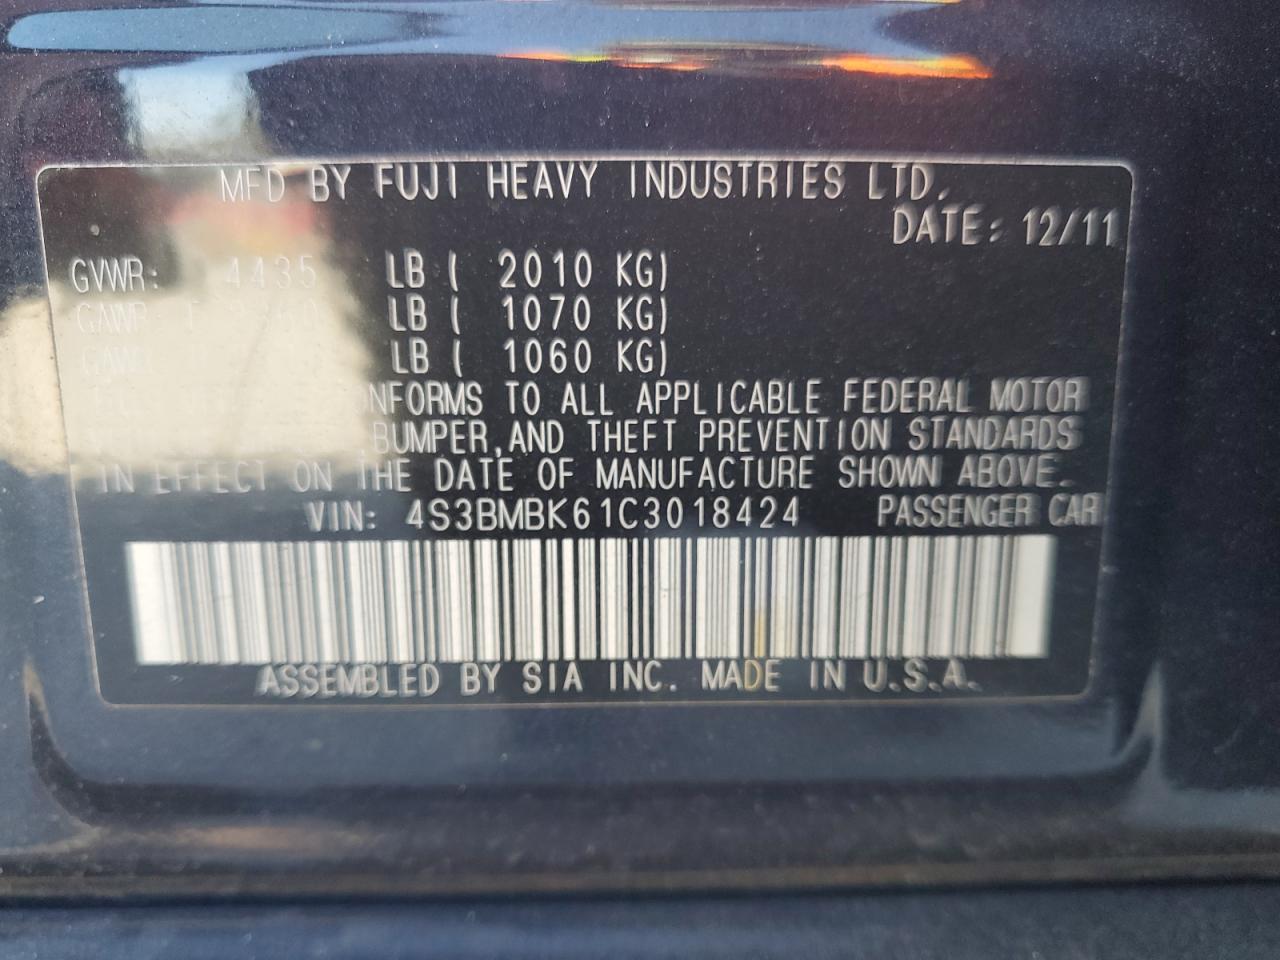 MFD BY FUJI HEAVY INDUSTRIES LTD.
DATE: 12/11
GVWR: 4435 LB ( 2010 KG)
GAWR: F LB ( 1070 KG)
GAWR LB ( 1060 KG)
TO ALL APPLICABLE FEDERAL MOTOR
BUMPER, AND THEFT PREVENTION STANDARDS
IN EFFECT ON THE DATE OF MANUFACTURE SHOWN ABOVE.
VIN: 4S3BMBK61C3018424 PASSENGER CAR
ASSEMBLED BY SIA INC. MADE IN U.S.A.